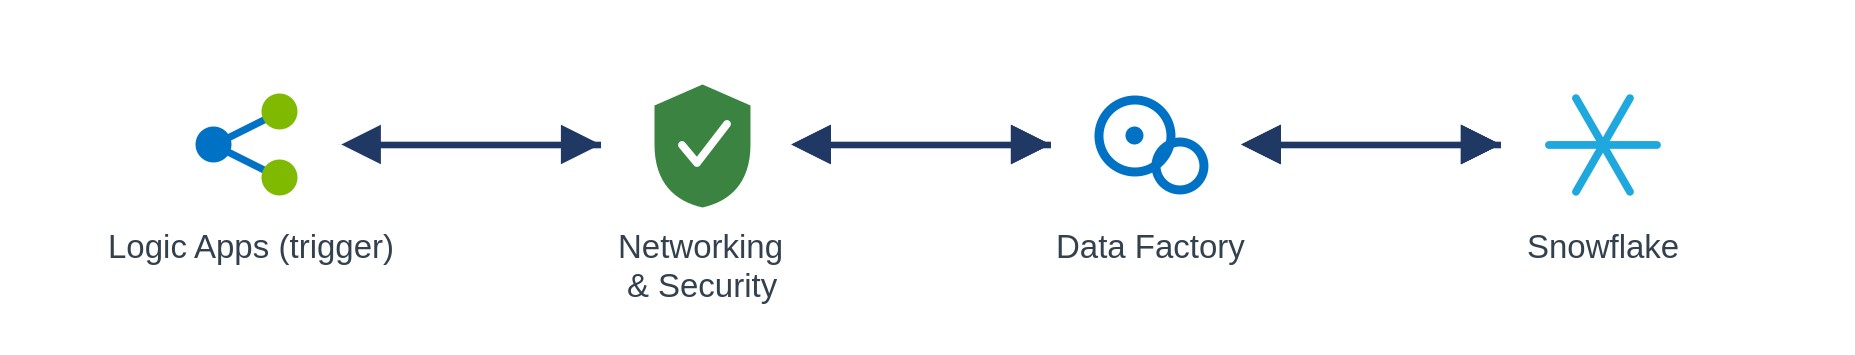 Logic Apps (trigger)
Networking
& Security
Data Factory
Snowflake